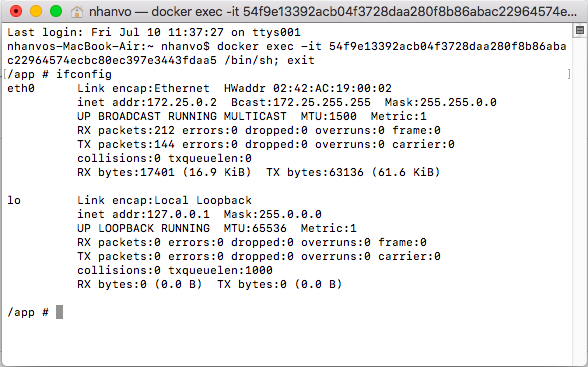 nhanvo — docker exec -it 54f9e13392acb04f3728daa280f8b86abac22964574e...
Last login: Fri Jul 10 11:37:27 on ttys001
nhanvos-MacBook-Air:~ nhanvo$ docker exec -it 54f9e13392acb04f3728daa280f8b86aba
c22964574ecbc80ec397e3443fdaa5 /bin/sh; exit
[/app # ifconfig
eth0      Link encap:Ethernet  HWaddr 02:42:AC:19:00:02
          inet addr:172.25.0.2  Bcast:172.25.255.255  Mask:255.255.0.0
          UP BROADCAST RUNNING MULTICAST  MTU:1500  Metric:1
          RX packets:212 errors:0 dropped:0 overruns:0 frame:0
          TX packets:144 errors:0 dropped:0 overruns:0 carrier:0
          collisions:0 txqueuelen:0
          RX bytes:17401 (16.9 KiB)  TX bytes:63136 (61.6 KiB)
lo        Link encap:Local Loopback
          inet addr:127.0.0.1  Mask:255.0.0.0
          UP LOOPBACK RUNNING  MTU:65536  Metric:1
          RX packets:0 errors:0 dropped:0 overruns:0 frame:0
          TX packets:0 errors:0 dropped:0 overruns:0 carrier:0
          collisions:0 txqueuelen:1000
          RX bytes:0 (0.0 B)  TX bytes:0 (0.0 B)
/app #